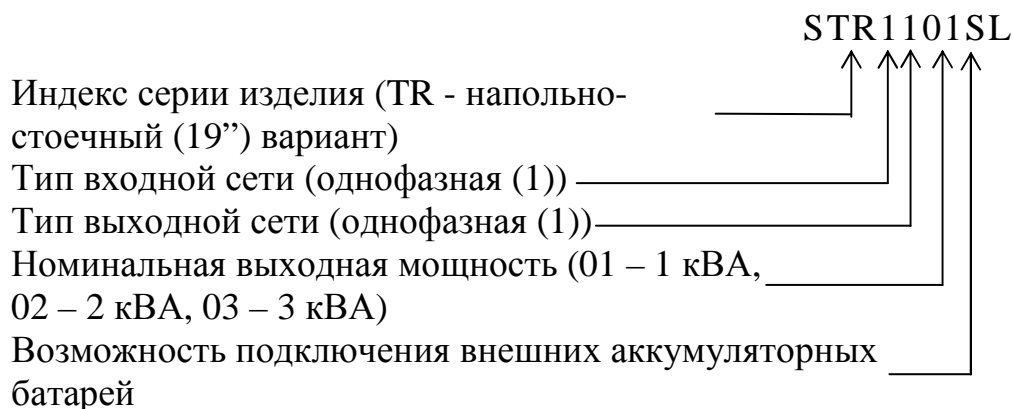 STR1101SL
Индекс серии изделия (TR - напольно-
стоечный (19”) вариант)
Тип входной сети (однофазная (1))
Тип выходной сети (однофазная (1))
Номинальная выходная мощность (01 – 1 кВА,
02 – 2 кВА, 03 – 3 кВА)
Возможность подключения внешних аккумуляторных
батарей